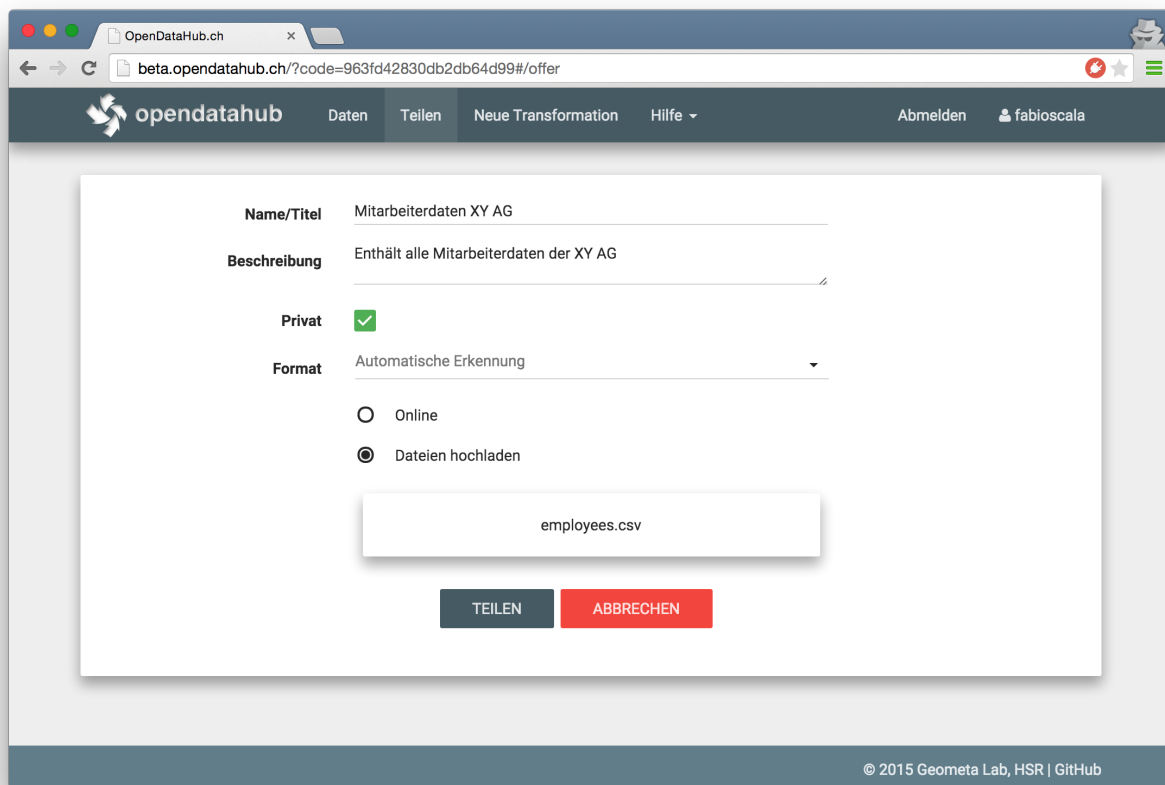 OpenDataHub.ch
beta.opendatahub.ch/?code=963fd42830db2db64d99#/offer
opendatahub Daten Teilen Neue Transformation Hilfe Abmelden fabioscala
Name/Titel Mitarbeiterdaten XY AG
Beschreibung Enthält alle Mitarbeiterdaten der XY AG
Privat
Format Automatische Erkennung
Online
Dateien hochladen
employees.csv
TEILEN ABBRECHEN
© 2015 Geometa Lab, HSR | GitHub